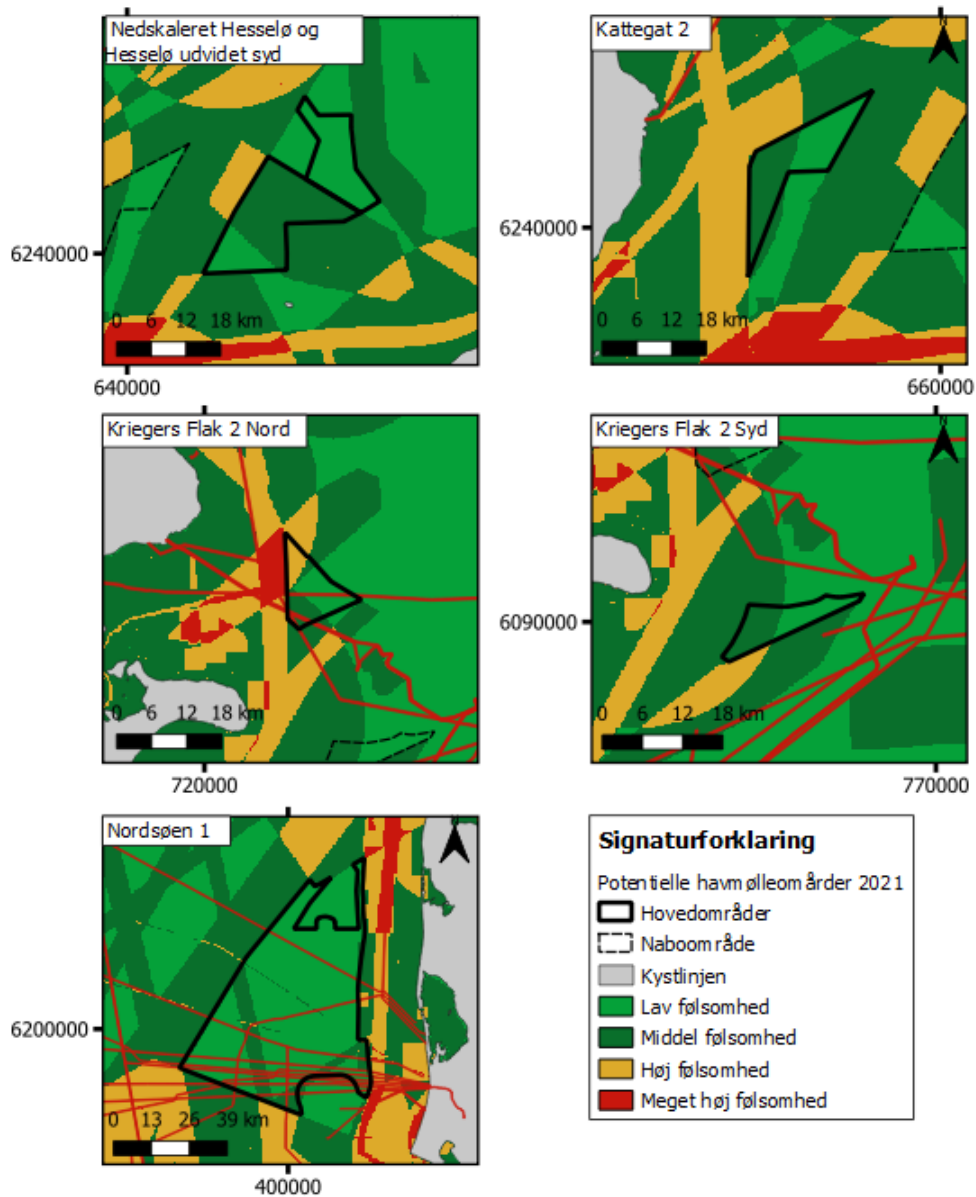 Nedskaleret Hesselø og
Hesselø udvidet syd
6240000
0 6 12 18 km
640000
Kattegat 2
N
6240000
0 6 12 18 km
660000
Kriegers Flak 2 Nord
0 6 12 18 km
720000
Kriegers Flak 2 Syd
N
6090000
0 6 12 18 km
770000
Nordsøen 1
N
6200000
0 13 26 39 km
400000
Signaturforklaring
Potentielle havmølleområder 2021
Hovedområder
Naboområde
Kystlinjen
Lav følsomhed
Middel følsomhed
Høj følsomhed
Meget høj følsomhed